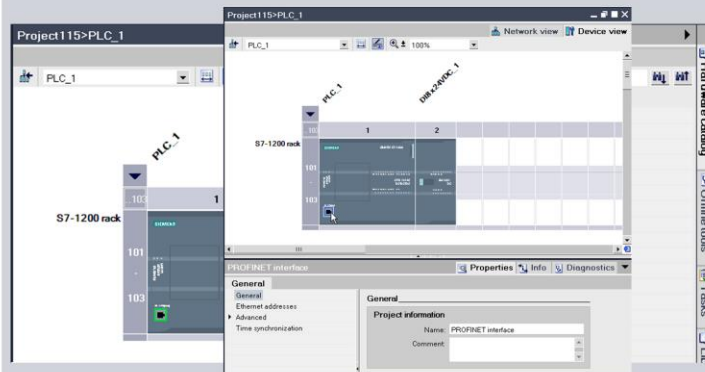 Project115>PLC_1
PLC_1
PLC_1
..103
1
S7-1200 rack
SIEMENS
101
103
Project115>PLC_1
Network view
Device view
PLC_1
100%
PLC_1
DI8 x 24VDC_1
..103
1
2
S7-1200 rack
SIEMENS
101
103
PROFINET interface
Properties
Info
Diagnostics
General
General
Ethernet addresses
Advanced
Time synchronization
General
Project information
Name: PROFINET interface
Comment:
Hardware catalog
Online tools
Tasks